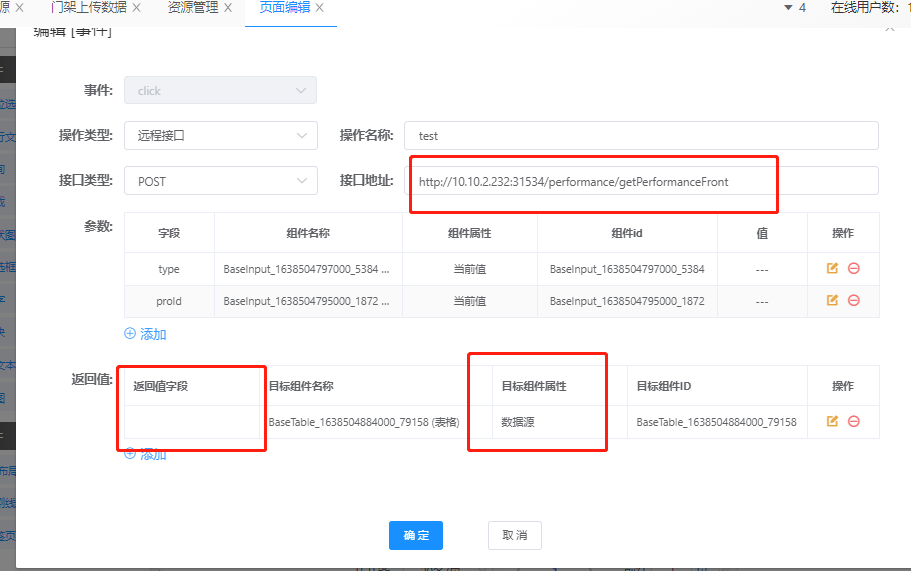 源 × 门架上传数据 × 资源管理 × 页面编辑 × 4 在线用户数: 1
编辑 [事件]
事件: click
操作类型: 远程接口 操作名称: test
接口类型: POST 接口地址: http://10.10.2.232:31534/performance/getPerformanceFront
参数: 字段 组件名称 组件属性 组件id 值 操作
type BaseInput_1638504797000_5384 ... 当前值 BaseInput_1638504797000_5384 ---
proId BaseInput_1638504795000_1872 ... 当前值 BaseInput_1638504795000_1872 ---
添加
返回值: 返回值字段 目标组件名称 目标组件属性 目标组件ID 操作
BaseTable_1638504884000_79158 (表格) 数据源 BaseTable_1638504884000_79158
添加
确 定 取 消